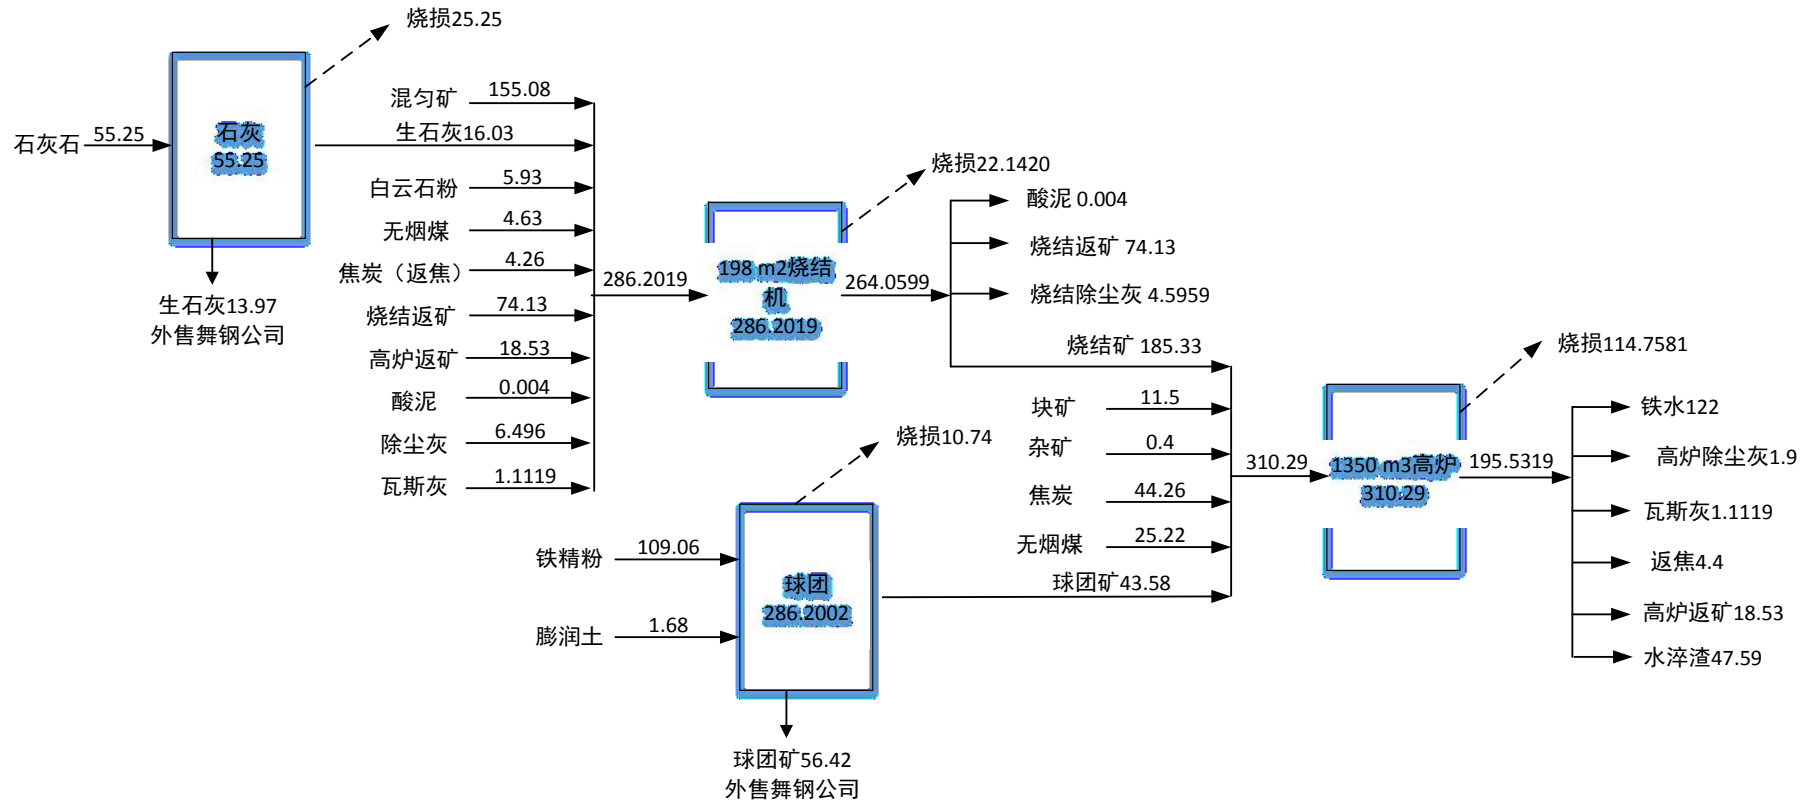 烧损25.25
石灰石
55.25
石灰
55.25
生石灰13.97
外售舞钢公司
混匀矿
155.08
生石灰16.03
白云石粉
5.93
无烟煤
4.63
焦炭（返焦）
4.26
烧结返矿
74.13
高炉返矿
18.53
酸泥
0.004
除尘灰
6.496
瓦斯灰
1.1119
286.2019
烧损22.1420
198 m2烧结
机
286.2019
264.0599
酸泥 0.004
烧结返矿 74.13
烧结除尘灰 4.5959
烧结矿 185.33
块矿
11.5
杂矿
0.4
焦炭
44.26
无烟煤
25.22
球团矿43.58
烧损10.74
铁精粉
109.06
膨润土
1.68
球团
286.2002
球团矿56.42
外售舞钢公司
310.29
烧损114.7581
1350 m3高炉
310.29
195.5319
铁水122
高炉除尘灰1.9
瓦斯灰1.1119
返焦4.4
高炉返矿18.53
水淬渣47.59